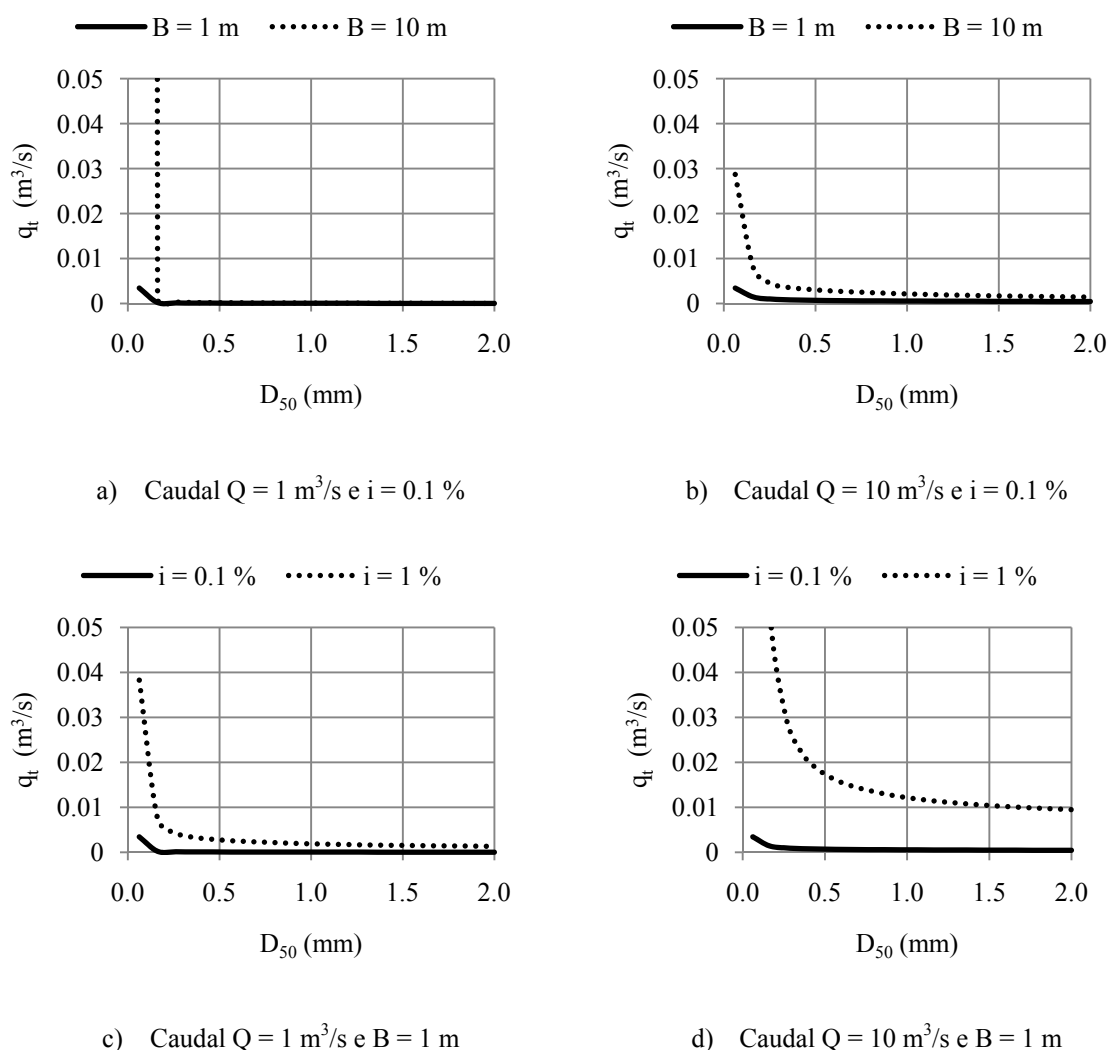 B = 1 m B = 10 m
B = 1 m B = 10 m
0.05
0.04
0.03
0.02
0.01
0
qt (m³/s)
0.0 0.5 1.0 1.5 2.0
D₅₀ (mm)
0.05
0.04
0.03
0.02
0.01
0
qt (m³/s)
0.0 0.5 1.0 1.5 2.0
D₅₀ (mm)
a) Caudal Q = 1 m³/s e i = 0.1 %
b) Caudal Q = 10 m³/s e i = 0.1 %
i = 0.1 % i = 1 %
i = 0.1 % i = 1 %
0.05
0.04
0.03
0.02
0.01
0
qt (m³/s)
0.0 0.5 1.0 1.5 2.0
D₅₀ (mm)
0.05
0.04
0.03
0.02
0.01
0
qt (m³/s)
0.0 0.5 1.0 1.5 2.0
D₅₀ (mm)
c) Caudal Q = 1 m³/s e B = 1 m
d) Caudal Q = 10 m³/s e B = 1 m